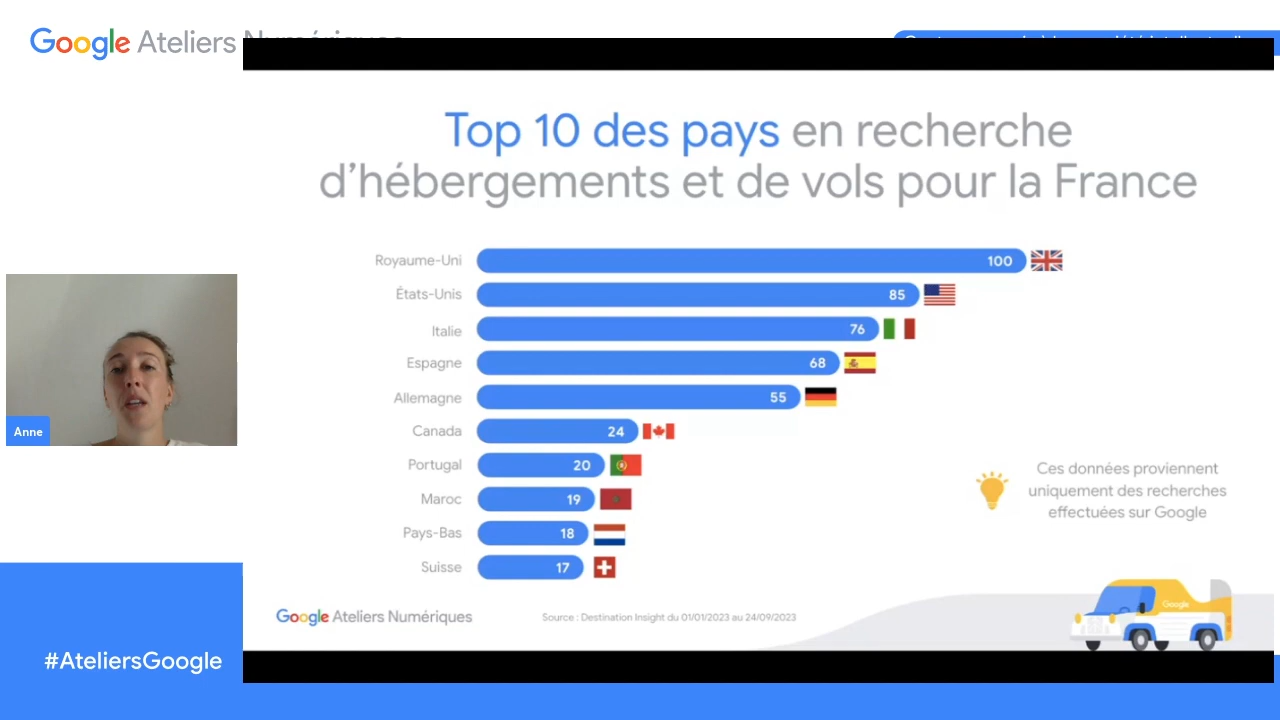 Google Ateliers
Top 10 des pays en recherche
d'hébergements et de vols pour la France
Royaume-Uni 100
États-Unis 85
Italie 76
Espagne 68
Allemagne 55
Canada 24
Portugal 20
Maroc 19
Pays-Bas 18
Suisse 17
Ces données proviennent
uniquement des recherches
effectuées sur Google
Anne
Google Ateliers Numériques
Source : Destination Insight du 01/01/2023 au 24/09/2023
Google
#AteliersGoogle